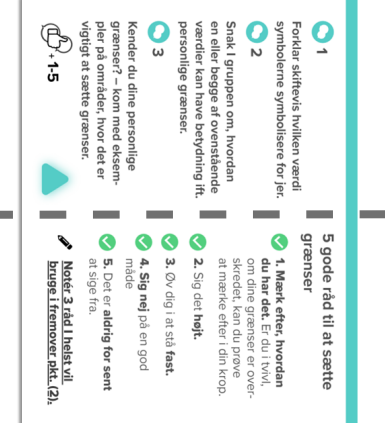 1
Forklar skiftevis hvilken værdi
symbolerne symbolisere for jer.
2
Snak I gruppen om, hvordan
en eller begge af ovenstående
værdier kan have betydning ift.
personlige grænser.
3
Kender du dine personlige
grænser? – kom med eksem-
pler på områder, hvor det er
vigtigt at sætte grænser.
+ 1-5
5 gode råd til at sætte
grænser
1. Mærk efter, hvordan
du har det. Er du i tvivl,
om dine grænser er over-
skredet, kan du prøve
at mærke efter i din krop.
2. Sig det højt.
3. Øv dig i at stå fast.
4. Sig nej på en god
måde
5. Det er aldrig for sent
at sige fra.
Notér 3 råd I helst vil
bruge i fremover pkt. (2).